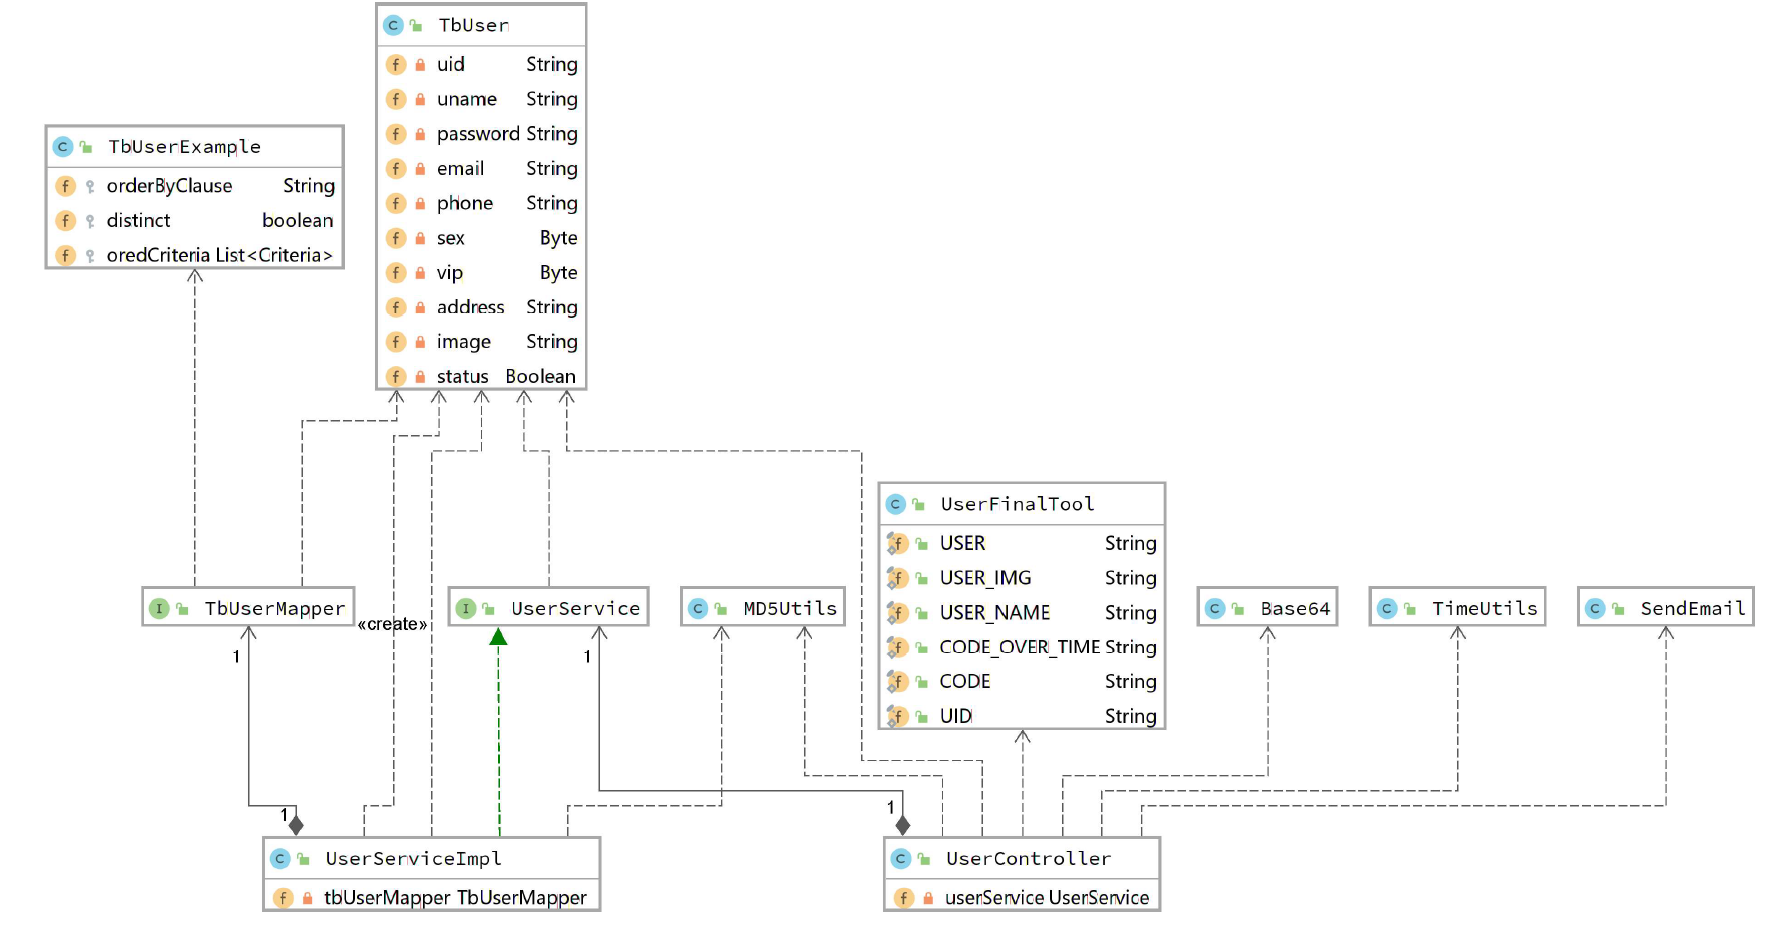 TbUser
uid String
uname String
password String
email String
phone String
sex Byte
vip Byte
address String
image String
status Boolean
TbUserExample
orderByClause String
distinct boolean
oredCriteria List<Criteria>
UserFinalTool
USER String
USER_IMG String
USER_NAME String
CODE_OVER_TIME String
CODE String
UID String
TbUserMapper
UserService
MD5Utils
Base64
TimeUtils
SendEmail
«create»
1
1
1
1
UserServiceImpl
tbUserMapper TbUserMapper
UserController
userService UserService